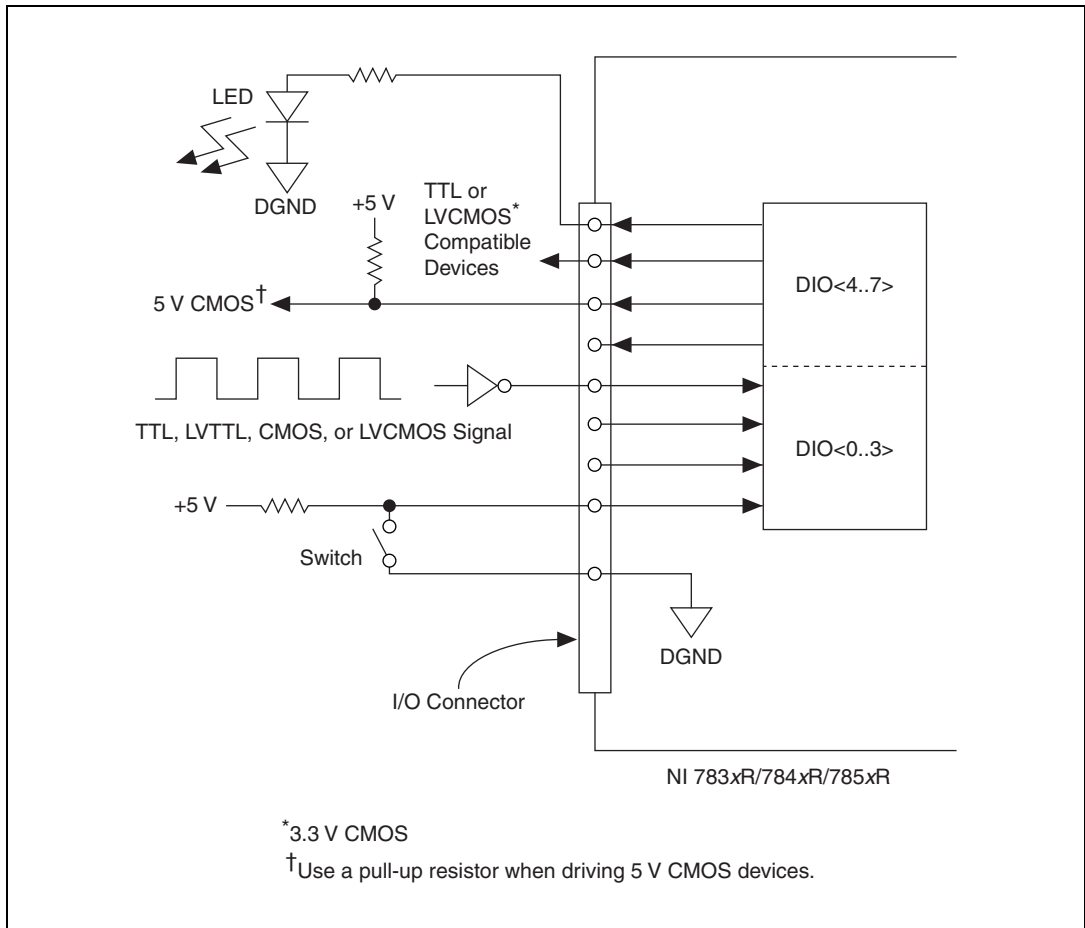 LED
DGND
+5 V
TTL or
LVCMOS*
Compatible
Devices
DIO<4..7>
5 V CMOS†
TTL, LVTTL, CMOS, or LVCMOS Signal
DIO<0..3>
+5 V
Switch
DGND
I/O Connector
NI 783xR/784xR/785xR
*3.3 V CMOS
†Use a pull-up resistor when driving 5 V CMOS devices.